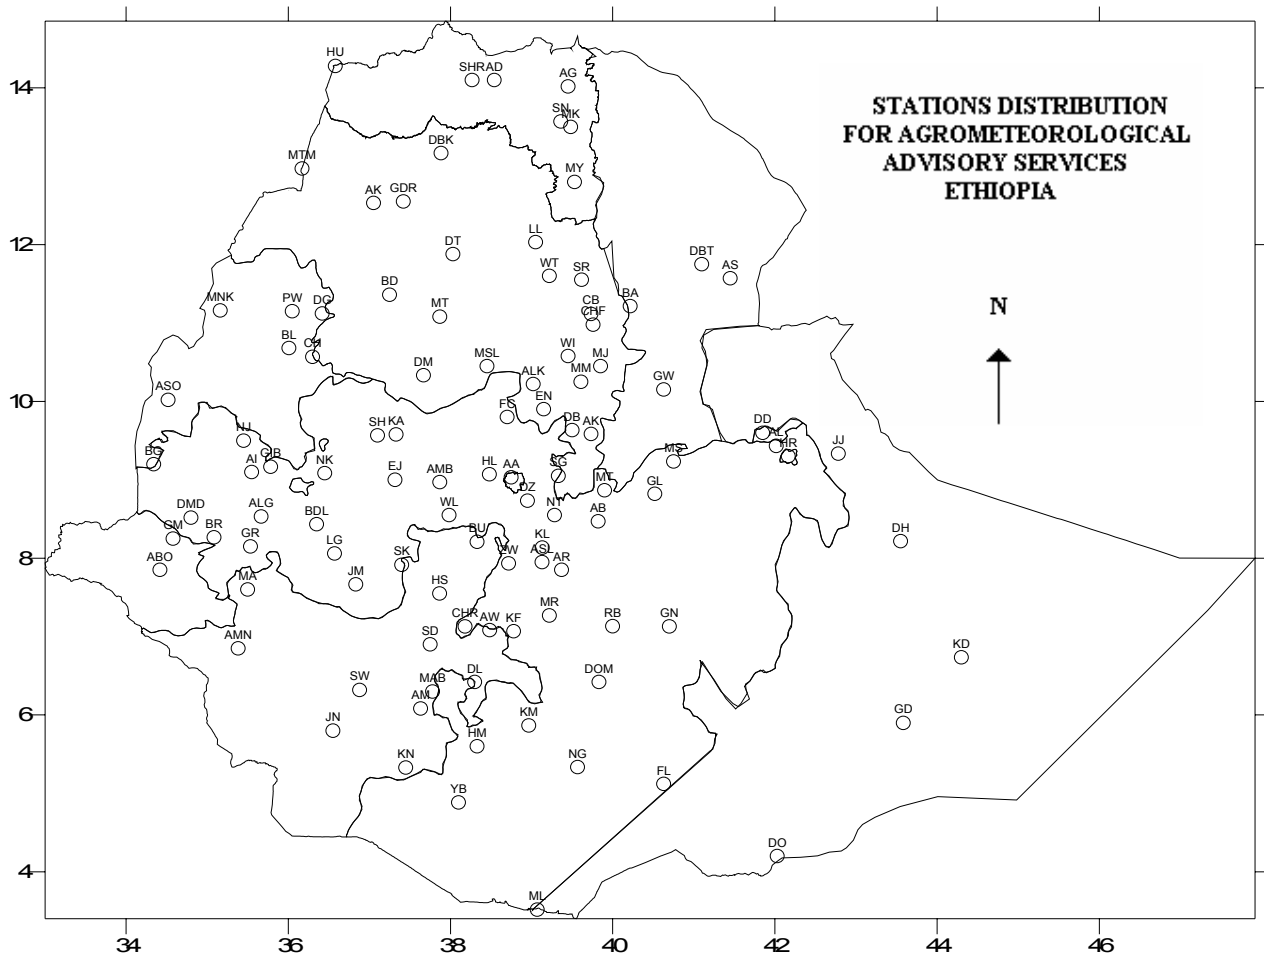 STATIONS DISTRIBUTION
FOR AGROMETEOROLOGICAL
ADVISORY SERVICES
ETHIOPIA
N
14
12
10
8
6
4
34 36 38 40 42 44 46
HU
SHR AD
AG
SN
MK
DBK
MTM
MY
AK GDR
LL
DT
DBT
AS
WT
SR
BD
BA
MNK
PW
DG
CB
CHF
MT
BL
WI
MJ
DM
MSL
MM
ALK
GW
ASO
EN
FC
DB
AK
SH KA
DD
AL
NJ
HR
JJ
BG
GIB
AI
NK
MS
EJ
AMB
HL
AA
SG
MT
GL
DZ
DMD
ALG
BDL
WL
NT
AB
GM
BR
GR
BU
DH
LG
KL
ASL
AR
ABO
SK
JM
MA
HS
MR
CHR
AW
KF
RB
GN
AMN
SD
KD
SW
MAB
DL
DOM
AM
JN
KM
GD
HM
KN
NG
FL
YB
DO
ML